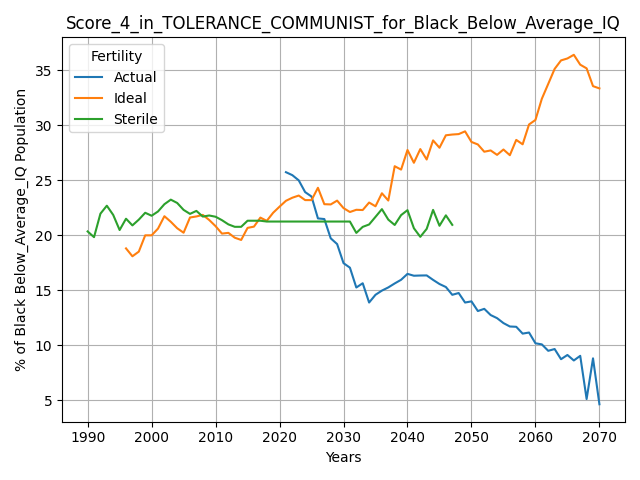 Score_4_in_TOLERANCE_COMMUNIST_for_Black_Below_Average_IQ
Fertility
Actual
Ideal
Sterile
% of Black Below_Average_IQ Population
35
30
25
20
15
10
5
1990 2000 2010 2020 2030 2040 2050 2060 2070
Years